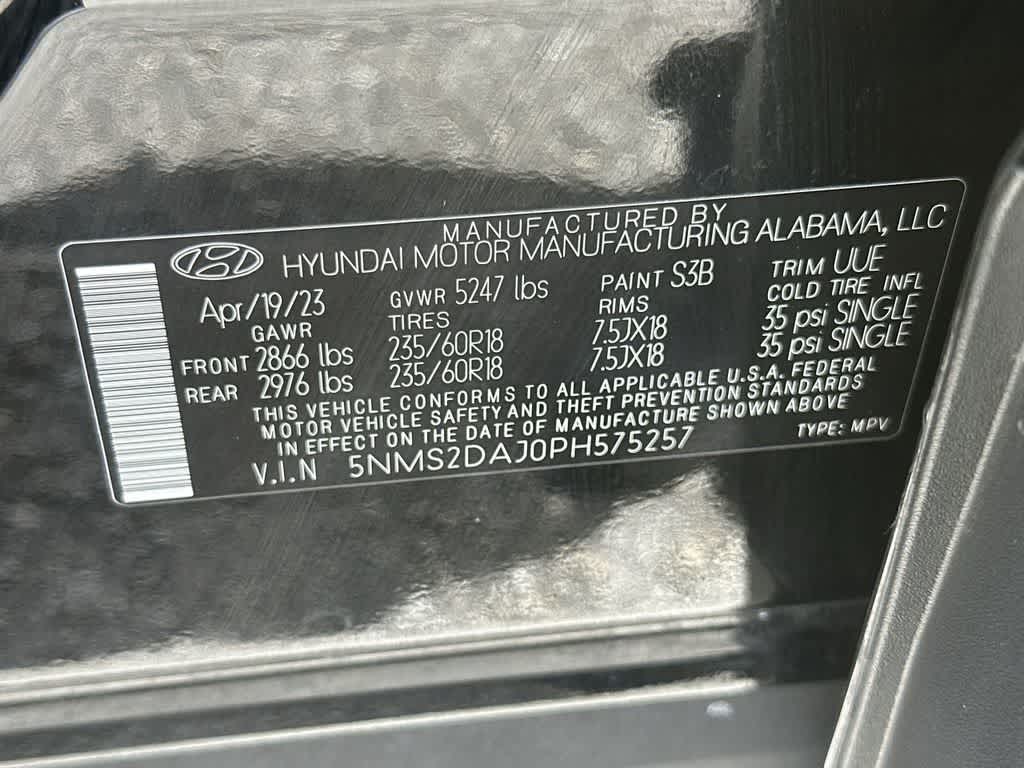 MANUFACTURED BY
HYUNDAI MOTOR MANUFACTURING ALABAMA, LLC
Apr/19/23 GVWR 5247 lbs PAINT S3B TRIM UUE
GAWR TIRES RIMS COLD TIRE INFL
FRONT 2866 lbs 235/60R18 7.5JX18 35 psi SINGLE
REAR 2976 lbs 235/60R18 7.5JX18 35 psi SINGLE
THIS VEHICLE CONFORMS TO ALL APPLICABLE U.S.A. FEDERAL
MOTOR VEHICLE SAFETY AND THEFT PREVENTION STANDARDS
IN EFFECT ON THE DATE OF MANUFACTURE SHOWN ABOVE
V.I.N 5NMS2DAJ0PH575257 TYPE: MPV